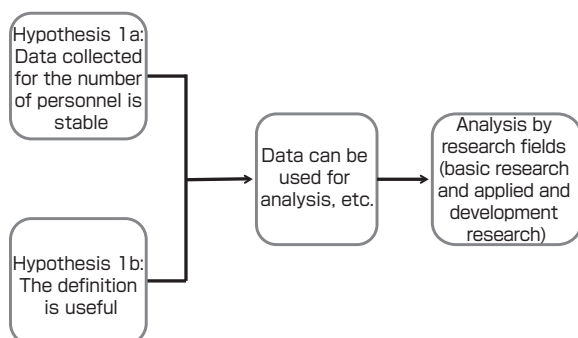 Hypothesis 1a:
Data collected
for the number
of personnel is
stable
Hypothesis 1b:
The definition
is useful
Data can be
used for
analysis, etc.
Analysis by
research fields
(basic research
and applied and
development
research)